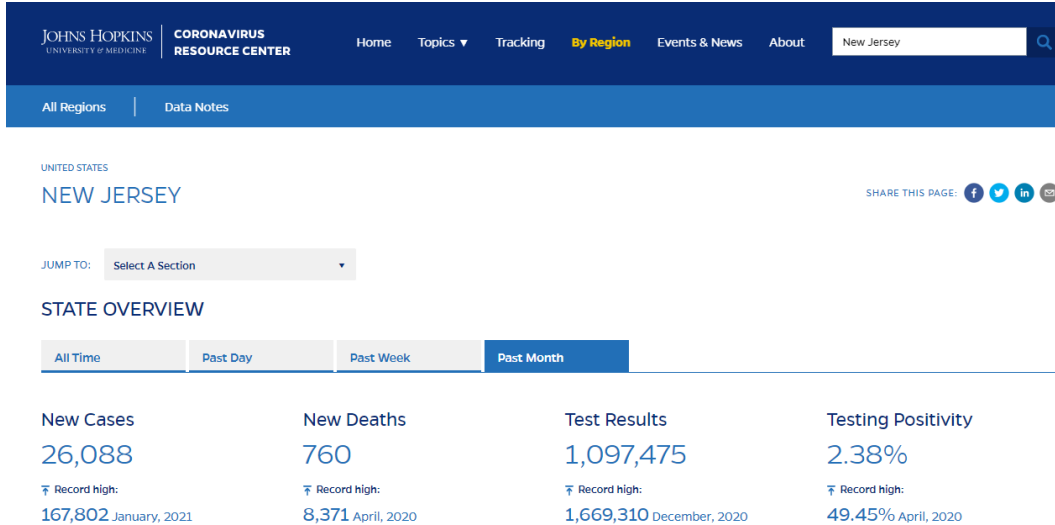 JOHNS HOPKINS
UNIVERSITY & MEDICINE
CORONAVIRUS
RESOURCE CENTER
Home
Topics ▼
Tracking
By Region
Events & News
About
New Jersey
All Regions
Data Notes
UNITED STATES
NEW JERSEY
SHARE THIS PAGE:
JUMP TO:
Select A Section
STATE OVERVIEW
All Time
Past Day
Past Week
Past Month
New Cases
26,088
Record high:
167,802 January, 2021
New Deaths
760
Record high:
8,371 April, 2020
Test Results
1,097,475
Record high:
1,669,310 December, 2020
Testing Positivity
2.38%
Record high:
49.45% April, 2020